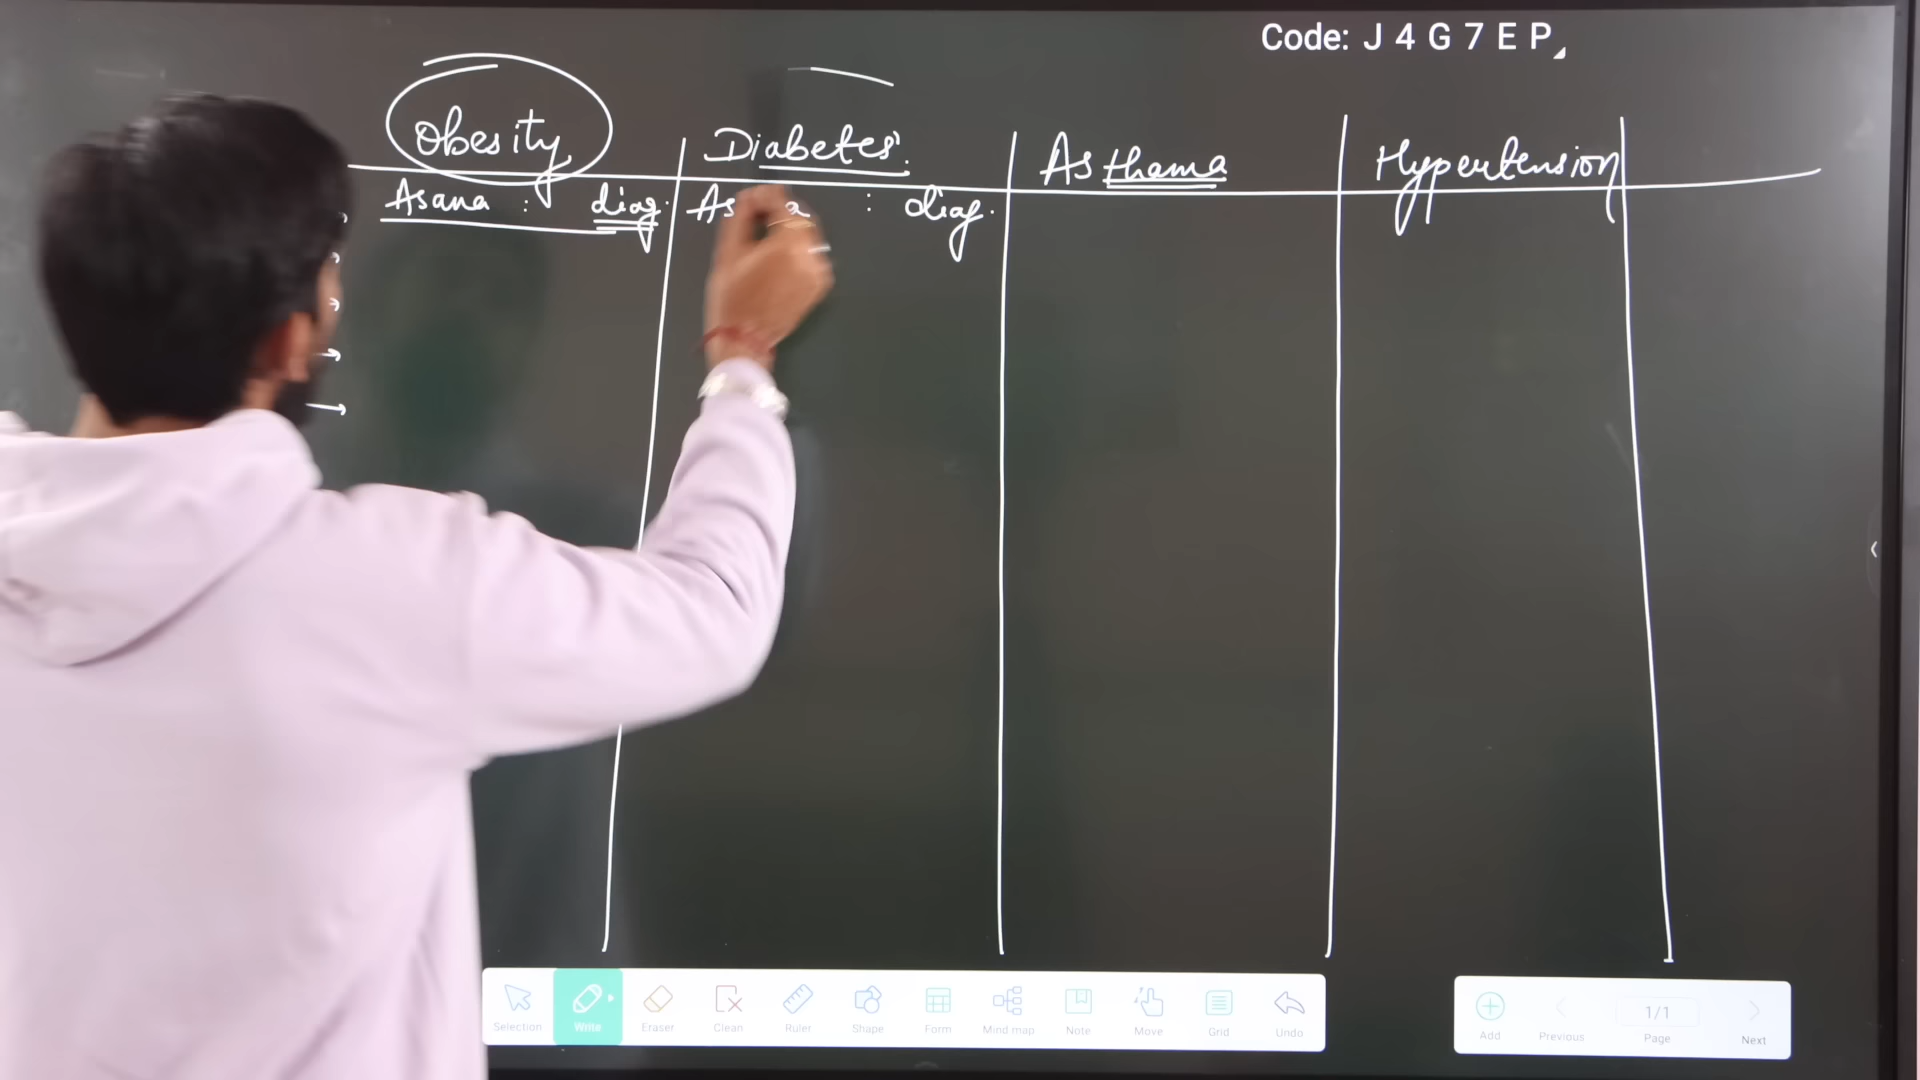 Code: J 4 G 7 E P
Obesity Diabetes Asthama Hypertension
Asana : diag. : diag.
Selection Write Eraser Clean Ruler Shape Form Mind map Note Move Grid Undo
Add Previous 1/1 Page Next